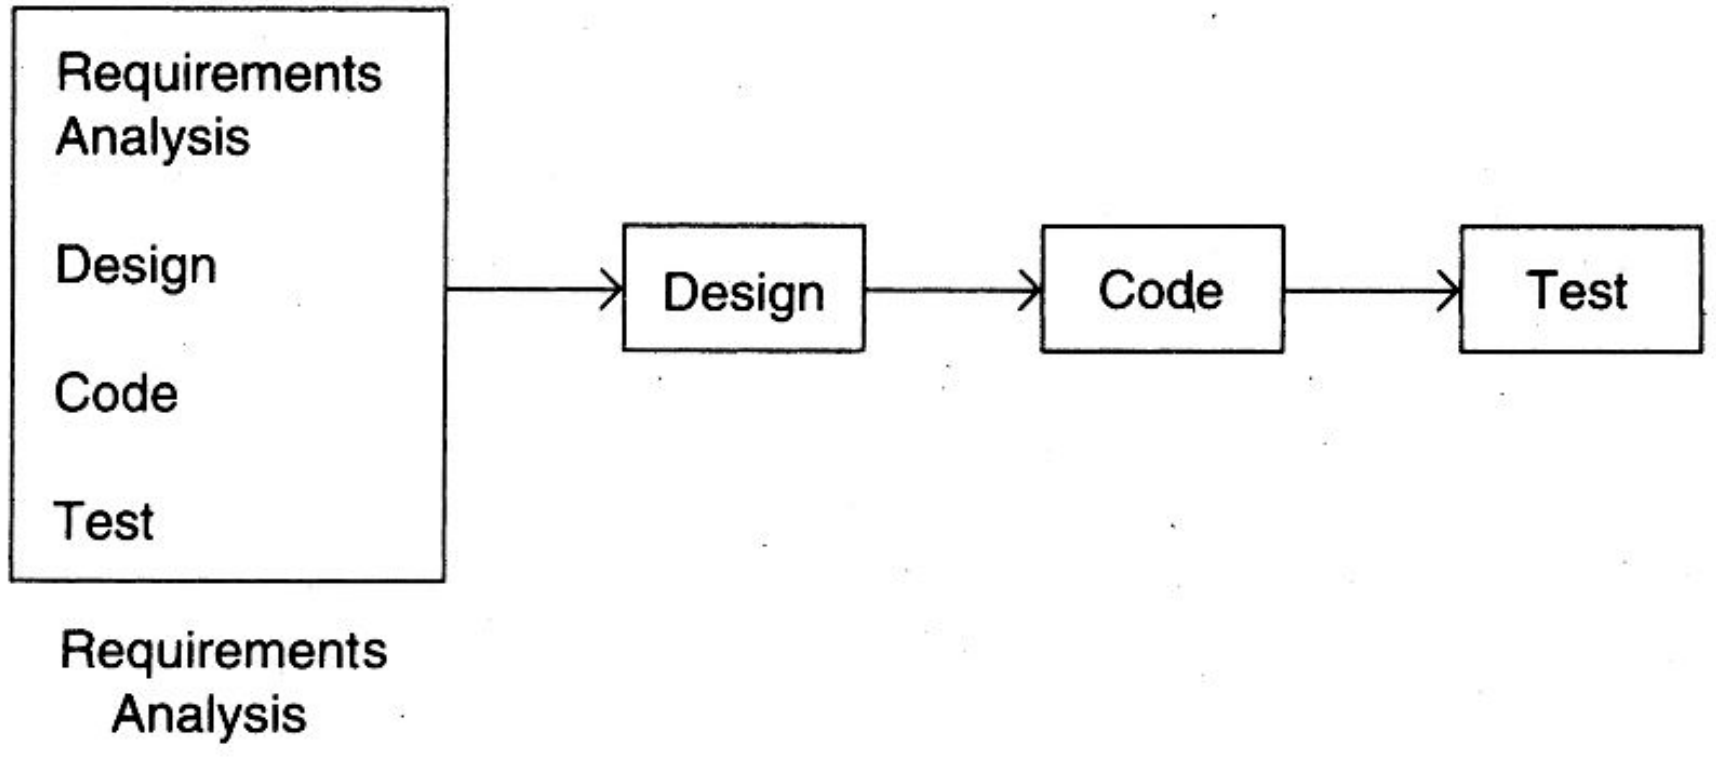 Requirements
Analysis
Design
Code
Test
Requirements
Analysis
Design
Code
Test